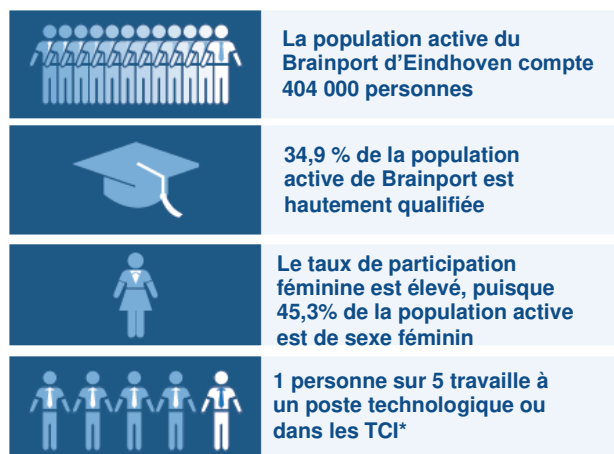 La population active du
Brainport d'Eindhoven compte
404 000 personnes
34,9 % de la population
active de Brainport est
hautement qualifiée
Le taux de participation
féminine est élevé, puisque
45,3% de la population active
est de sexe féminin
1 personne sur 5 travaille à
un poste technologique ou
dans les TCI*